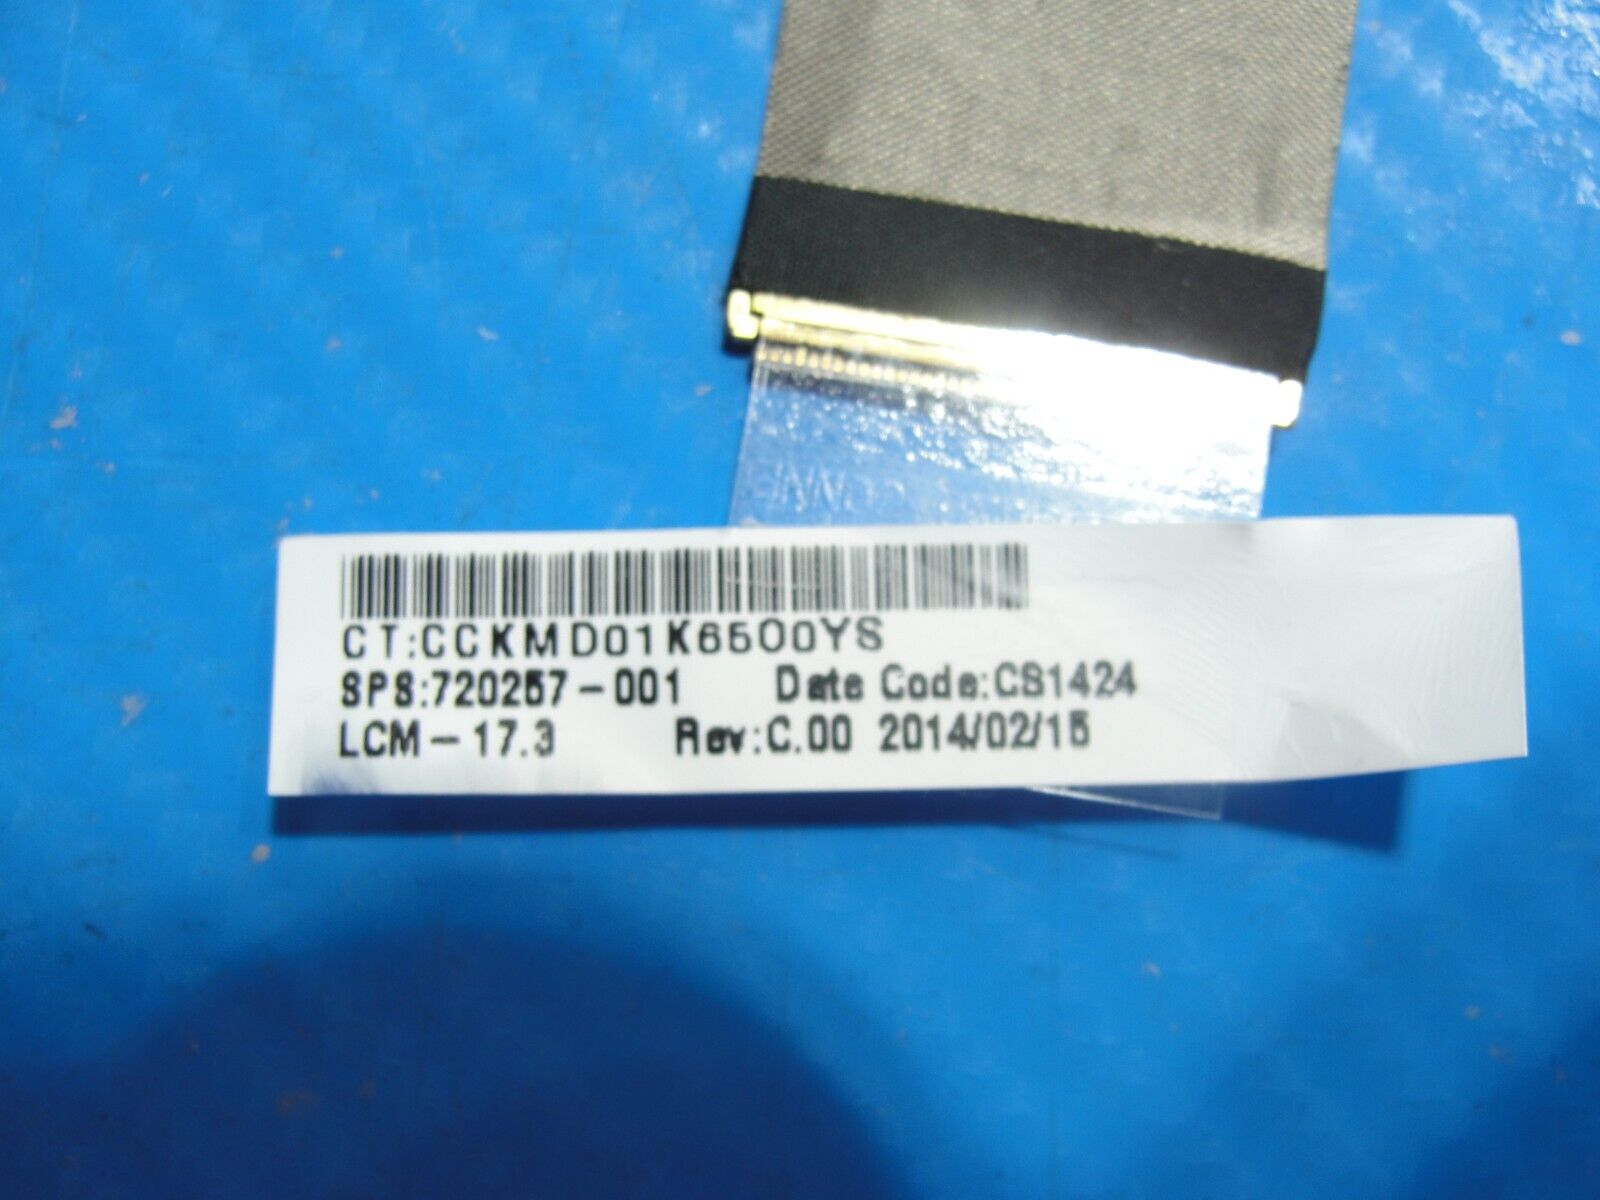 CT:CCKMD01K6500YS
SPS:720257-001 Date Code:CS1424
LCM-17.3 Rev:C.00 2014/02/15